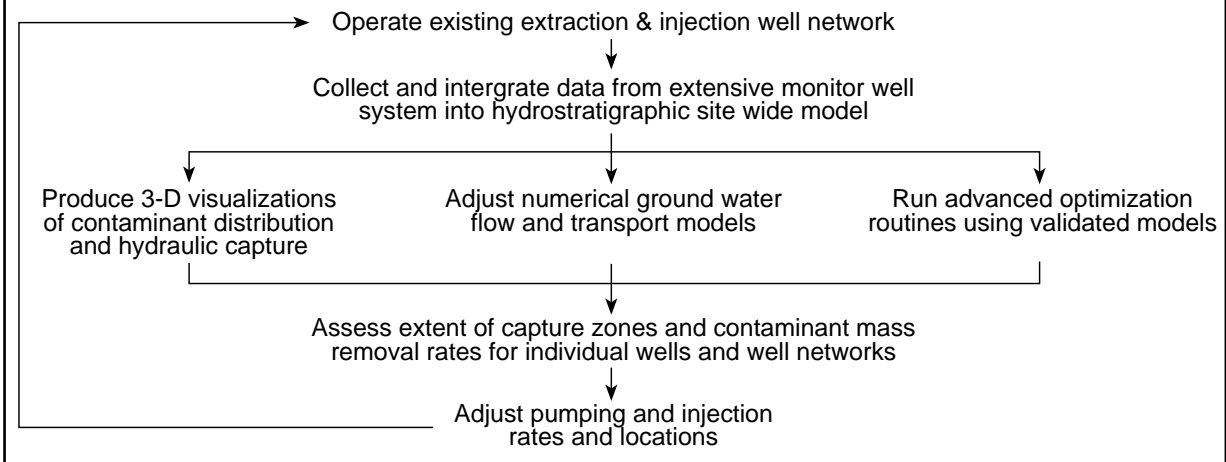 Operate existing extraction & injection well network
Collect and intergrate data from extensive monitor well
system into hydrostratigraphic site wide model
Produce 3-D visualizations
of contaminant distribution
and hydraulic capture
Adjust numerical ground water
flow and transport models
Run advanced optimization
routines using validated models
Assess extent of capture zones and contaminant mass
removal rates for individual wells and well networks
Adjust pumping and injection
rates and locations